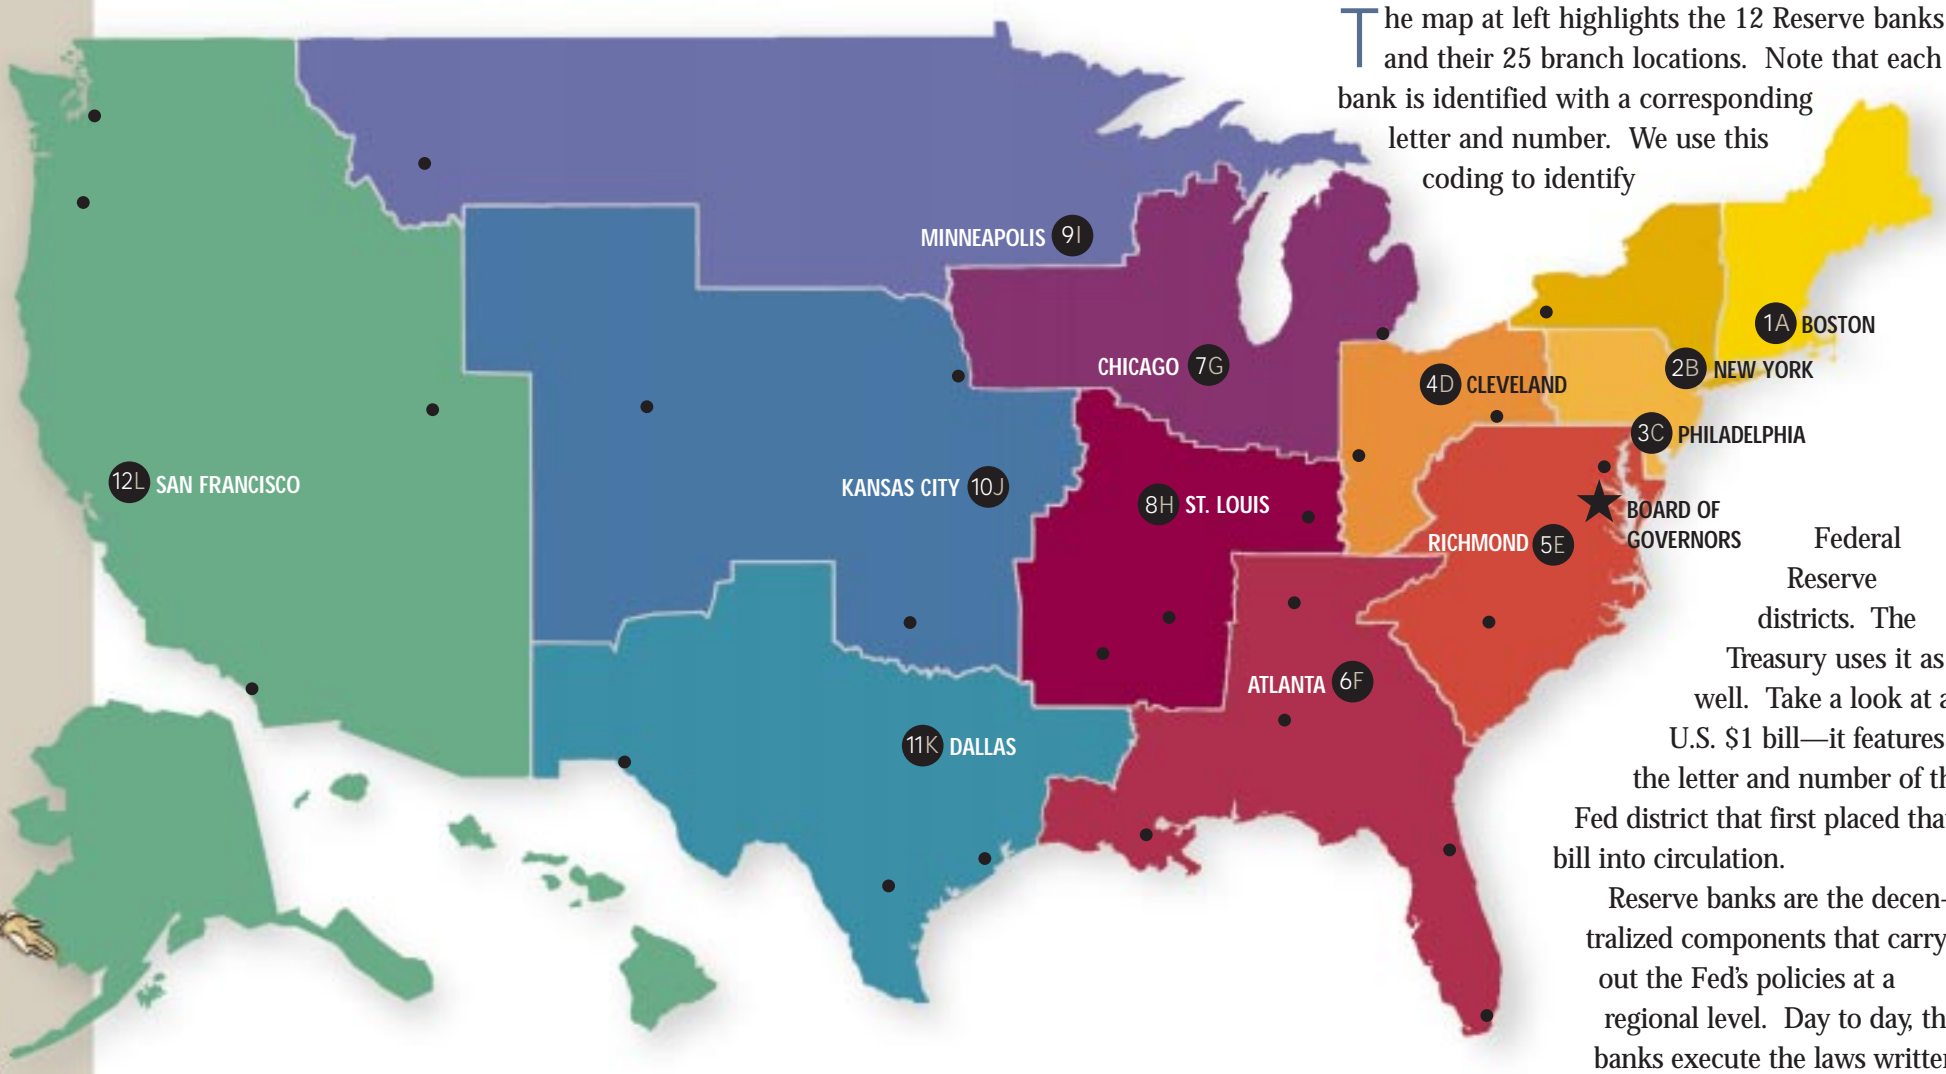 The map at left highlights the 12 Reserve banks
and their 25 branch locations. Note that each
bank is identified with a corresponding
letter and number. We use this
coding to identify
MINNEAPOLIS 9I
1A BOSTON
CHICAGO 7G
2B NEW YORK
4D CLEVELAND
3C PHILADELPHIA
12L SAN FRANCISCO
KANSAS CITY 10J
8H ST. LOUIS
BOARD OF
GOVERNORS
RICHMOND 5E
ATLANTA 6F
11K DALLAS
Federal
Reserve
districts. The
Treasury uses it as
well. Take a look at a
U.S. $1 bill—it features
the letter and number of
Fed district that first placed
bill into circulation.
Reserve banks are the decen-
tralized components that carry
out the Fed's policies at a
regional level. Day to day,
banks execute the laws